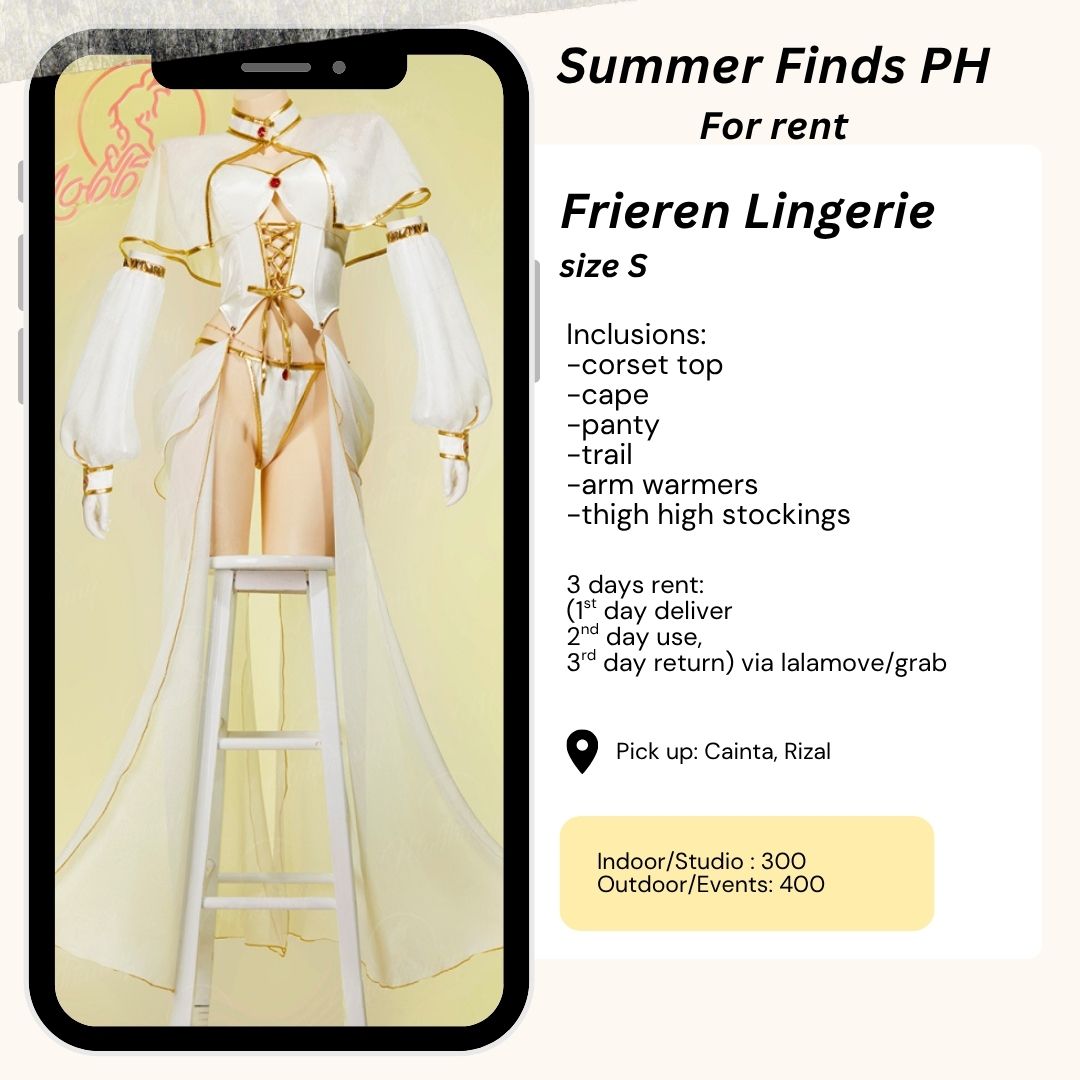 Summer Finds PH
For rent
Frieren Lingerie
size S
Inclusions:
-corset top
-cape
-panty
-trail
-arm warmers
-thigh high stockings
3 days rent:
(1st day deliver
2nd day use,
3rd day return) via lalamove/grab
Pick up: Cainta, Rizal
Indoor/Studio : 300
Outdoor/Events: 400